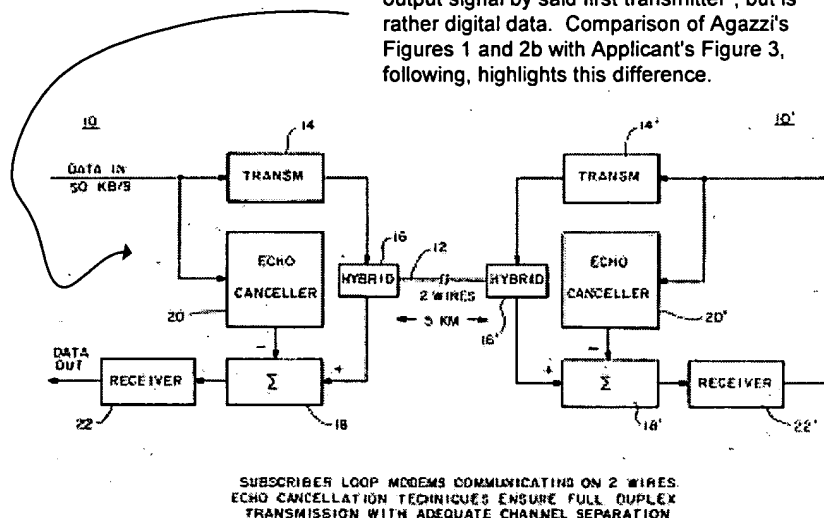 output signal by said first transmitter", but is
rather digital data. Comparison of Agazzi's
Figures 1 and 2b with Applicant's Figure 3,
following, highlights this difference.
10
14
14'
10'
DATA IN
50 KB/S
TRANSM
TRANSM
16
12
ECHO
CANCELLER
HYBRID
2 WIRES
5 KM
HYBRID
16'
ECHO
CANCELLER
20
20'
DATA
OUT
-
+
+
-
RECEIVER
Σ
Σ
RECEIVER
22
18
18'
22'
SUBSCRIBER LOOP MODEMS COMMUNICATING ON 2 WIRES.
ECHO CANCELLATION TECHNIQUES ENSURE FULL DUPLEX
TRANSMISSION WITH ADEQUATE CHANNEL SEPARATION